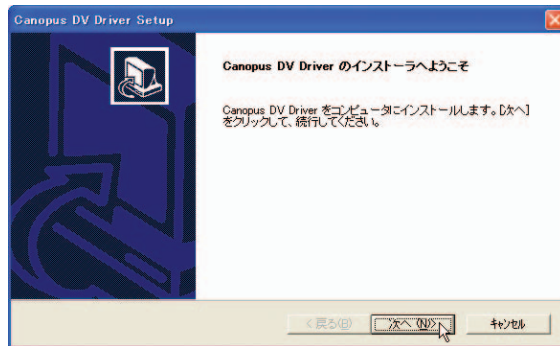 Canopus DV Driver Setup
Canopus DV Driver のインストーラへようこそ
Canopus DV Driver をコンピュータにインストールします。[次へ]
をクリックして、続行してください。
< 戻る(B)
次へ (N)>
キャンセル